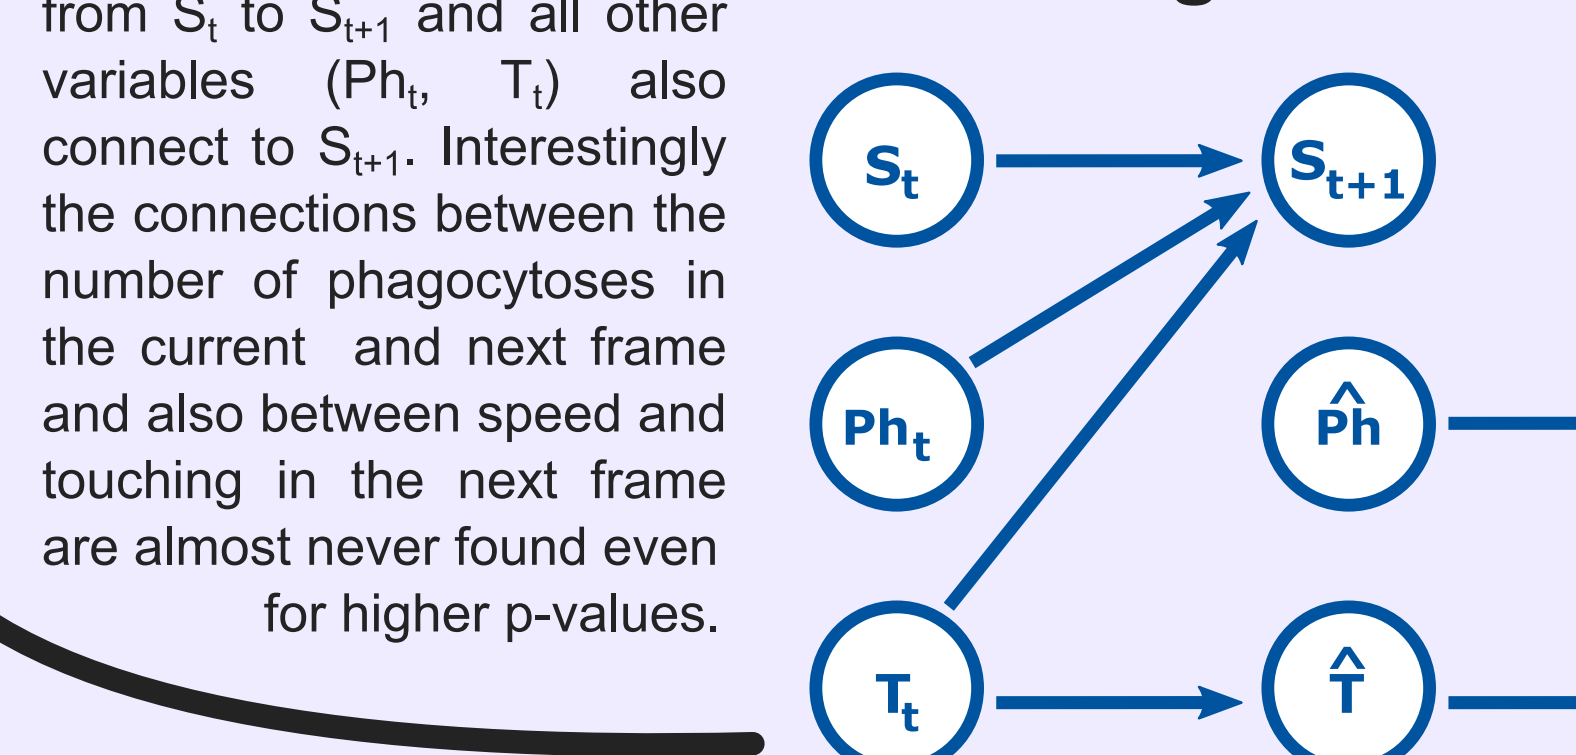 from Sₜ to Sₜ₊₁ and all other
variables (Phₜ, Tₜ) also
connect to Sₜ₊₁. Interestingly
the connections between the
number of phagocytoses in
the current and next frame
and also between speed and
touching in the next frame
are almost never found even
for higher p-values.
Sₜ
Sₜ₊₁
Phₜ
P̂h
Tₜ
T̂